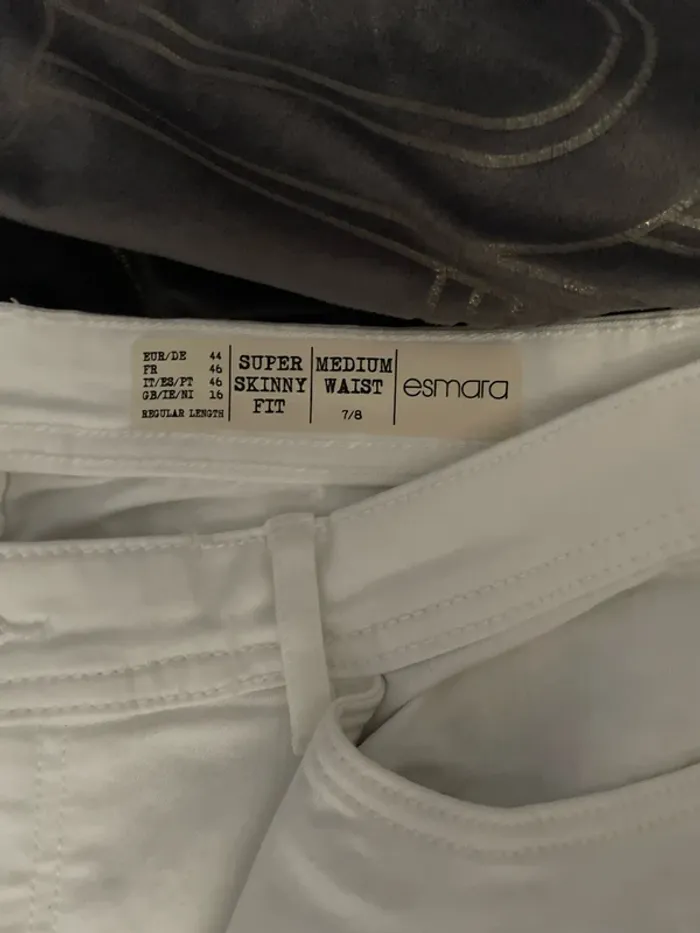 EUR/DE 44
FR 46
IT/ES/PT 46
GB/IE/NI 16
REGULAR LENGTH
SUPER
SKINNY
FIT
MEDIUM
WAIST
7/8
esmara